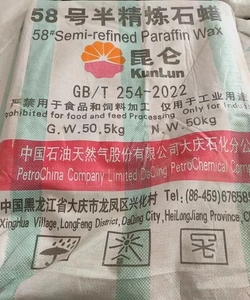 58号半精炼石蜡
58#Semi-refined Paraffin Wax
昆仑
KunLun
GB/T 254-2022
严禁用于食品和饲料加工 仅用于工业用途
prohibited for food and feed Processing
G.W.50.5kg N.W.50kg
中国石油天然气股份有限公司大庆石化分公
PetroChina Company Limited DaQing PetroChemical
中国黑龙江省大庆市龙凤区兴化村 Tel:(86-459)
XingHua Village, LongFeng District, DaQing City, HeiLongJiang Province,